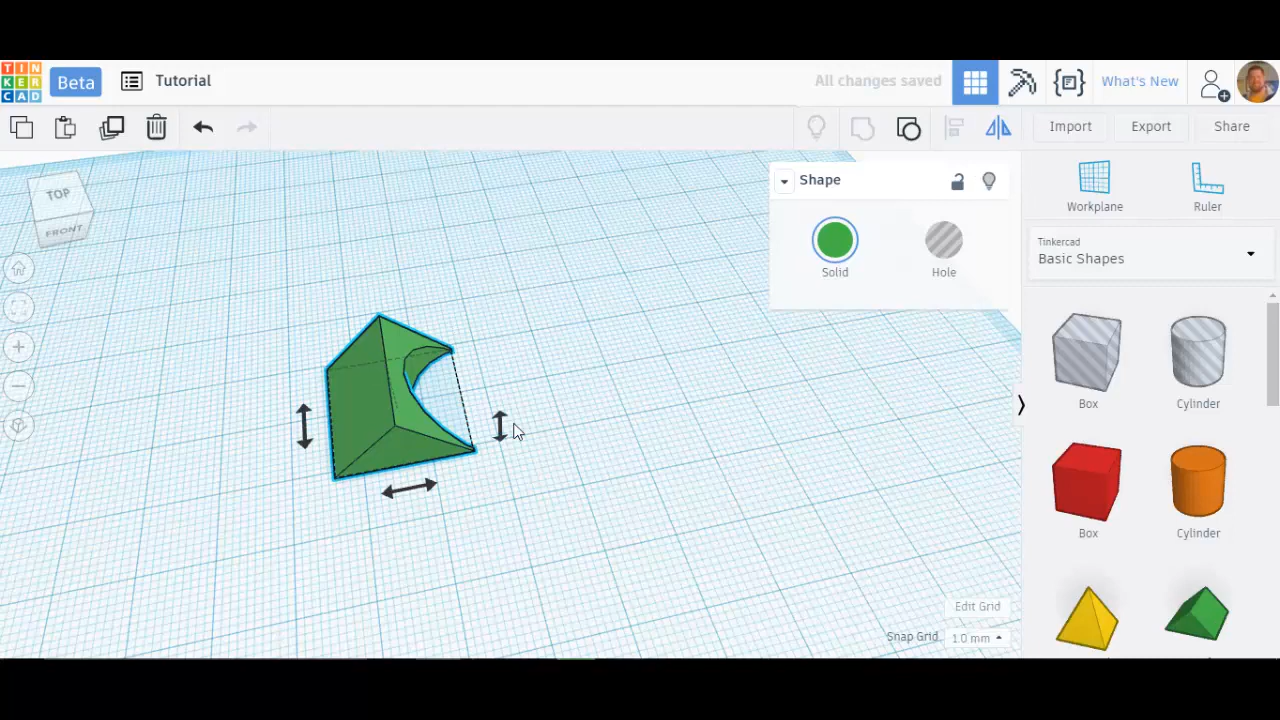 TIN
KER
CAD
Beta
Tutorial
All changes saved
What's New
Import
Export
Share
TOP
FRONT
Shape
Solid
Hole
Workplane
Ruler
Tinkercad
Basic Shapes
Box
Cylinder
Box
Cylinder
Edit Grid
Snap Grid
1.0 mm